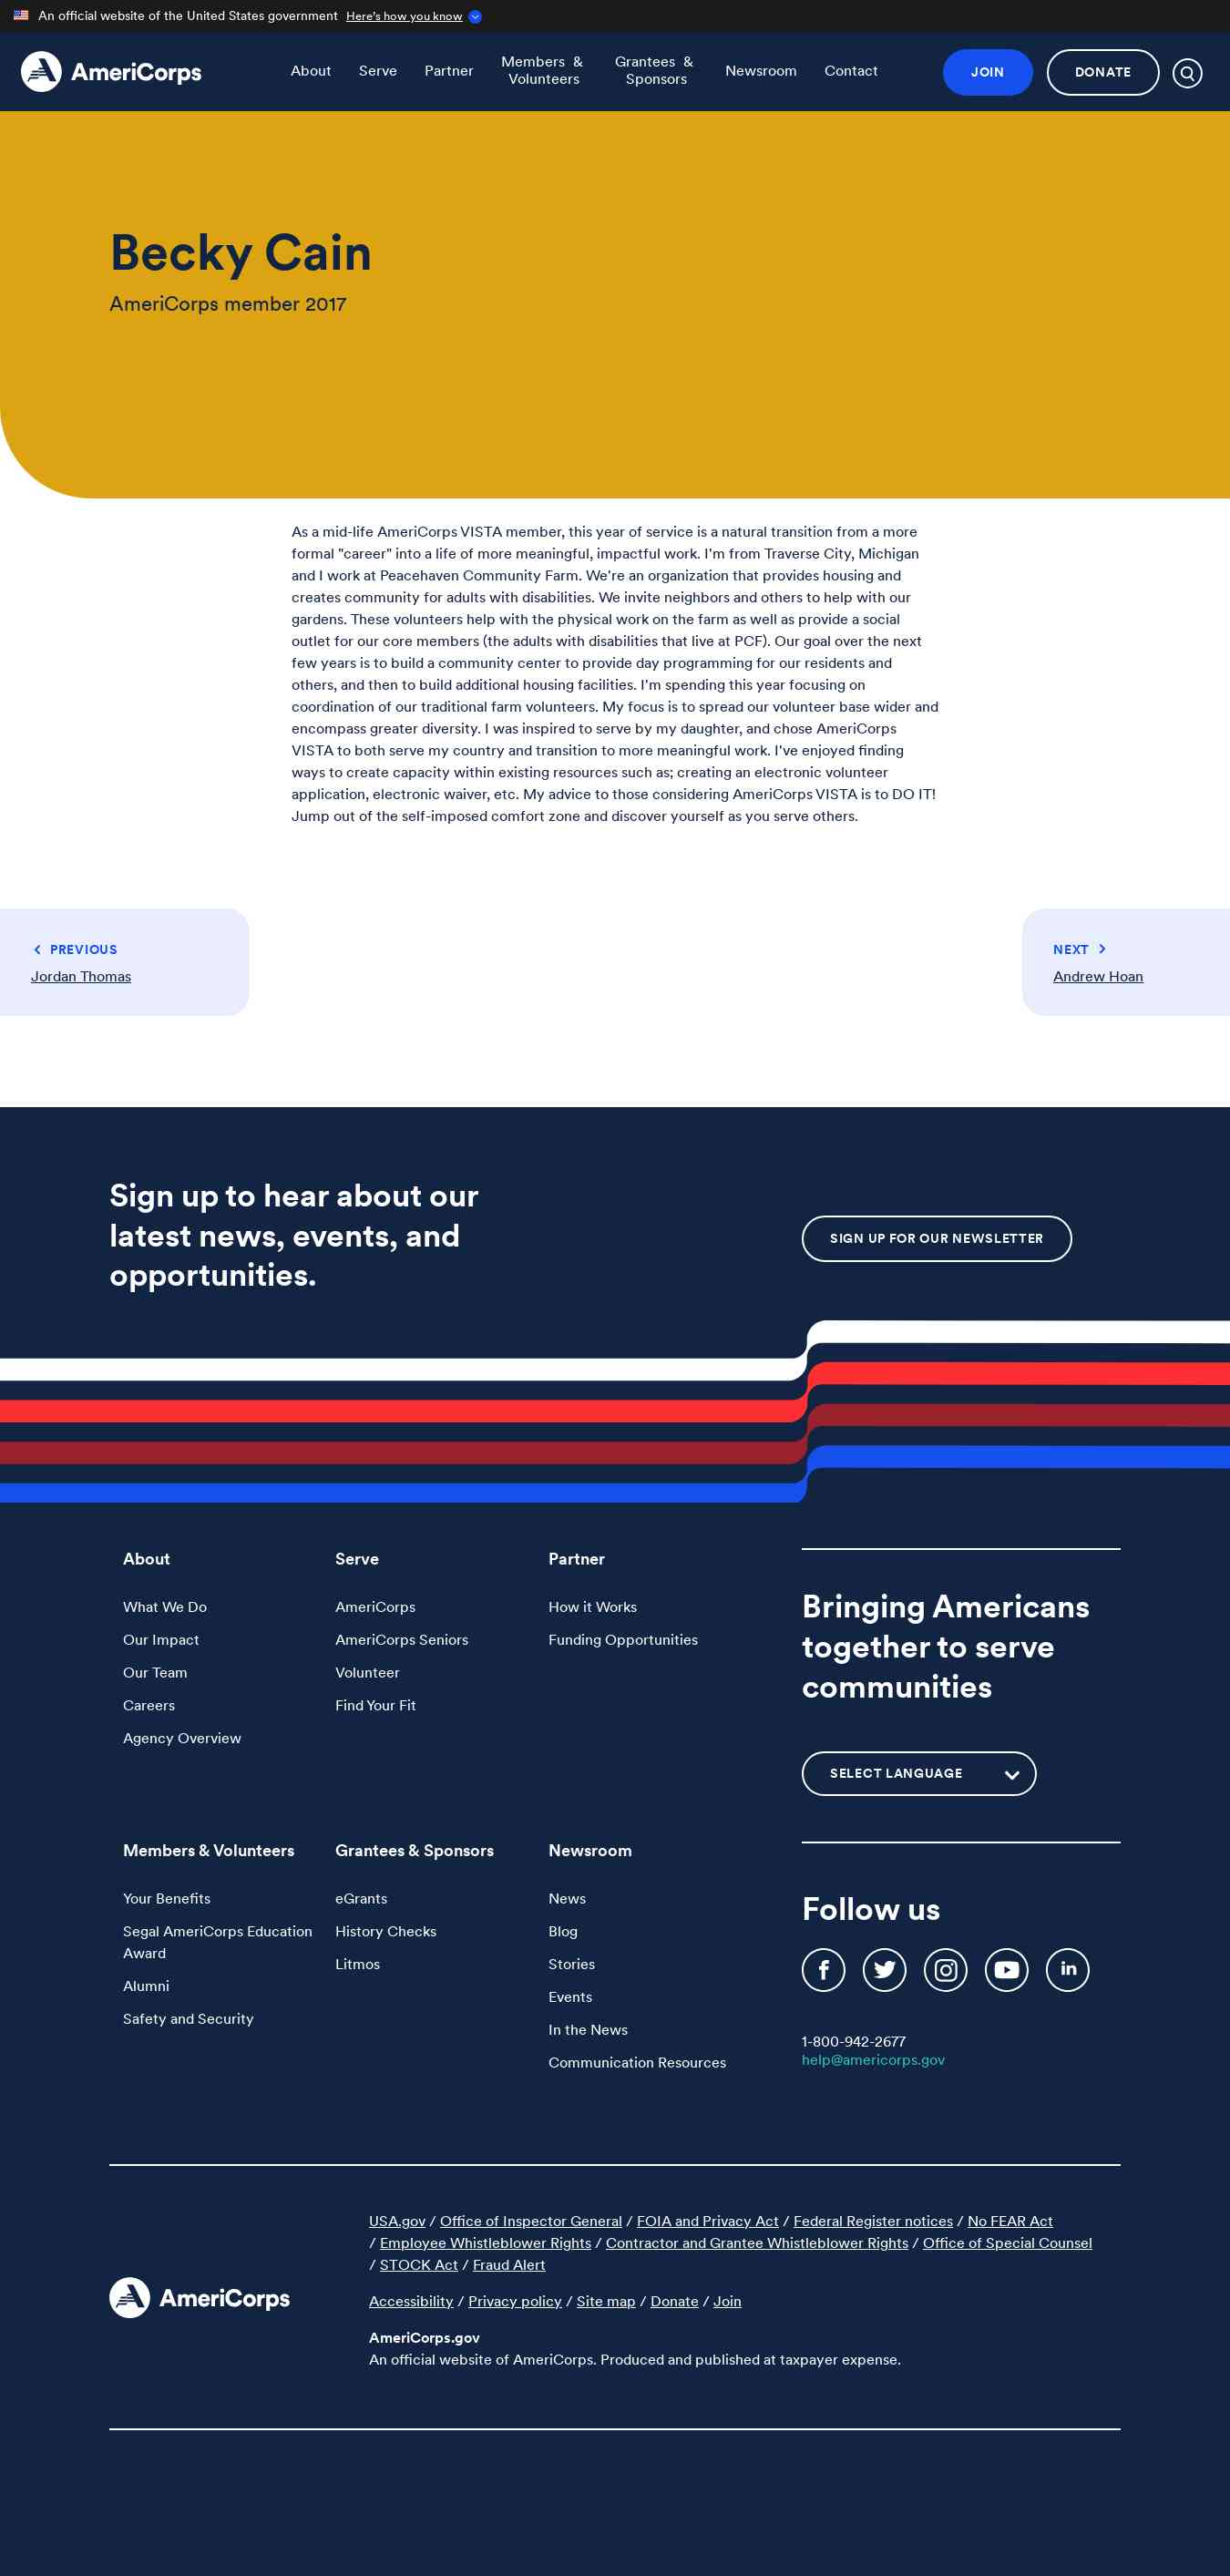 An official website of the United States government Here's how you know
AmeriCorps
About Serve Partner Members & Volunteers Grantees & Sponsors Newsroom Contact JOIN DONATE
Becky Cain
AmeriCorps member 2017
As a mid-life AmeriCorps VISTA member, this year of service is a natural transition from a more
formal "career" into a life of more meaningful, impactful work. I'm from Traverse City, Michigan
and I work at Peacehaven Community Farm. We're an organization that provides housing and
creates community for adults with disabilities. We invite neighbors and others to help with our
gardens. These volunteers help with the physical work on the farm as well as provide a social
outlet for our core members (the adults with disabilities that live at PCF). Our goal over the next
few years is to build a community center to provide day programming for our residents and
others, and then to build additional housing facilities. I'm spending this year focusing on
coordination of our traditional farm volunteers. My focus is to spread our volunteer base wider and
encompass greater diversity. I was inspired to serve by my daughter, and chose AmeriCorps
VISTA to both serve my country and transition to more meaningful work. I've enjoyed finding
ways to create capacity within existing resources such as; creating an electronic volunteer
application, electronic waiver, etc. My advice to those considering AmeriCorps VISTA is to DO IT!
Jump out of the self-imposed comfort zone and discover yourself as you serve others.
PREVIOUS
Jordan Thomas
NEXT
Andrew Hoan
Sign up to hear about our
latest news, events, and
opportunities.
SIGN UP FOR OUR NEWSLETTER
About
What We Do
Our Impact
Our Team
Careers
Agency Overview
Serve
AmeriCorps
AmeriCorps Seniors
Volunteer
Find Your Fit
Partner
How it Works
Funding Opportunities
Bringing Americans
together to serve
communities
SELECT LANGUAGE
Members & Volunteers
Your Benefits
Segal AmeriCorps Education
Award
Alumni
Safety and Security
Grantees & Sponsors
eGrants
History Checks
Litmos
Newsroom
News
Blog
Stories
Events
In the News
Communication Resources
Follow us
1-800-942-2677
help@americorps.gov
AmeriCorps
USA.gov / Office of Inspector General / FOIA and Privacy Act / Federal Register notices / No FEAR Act
/ Employee Whistleblower Rights / Contractor and Grantee Whistleblower Rights / Office of Special Counsel
/ STOCK Act / Fraud Alert
Accessibility / Privacy policy / Site map / Donate / Join
AmeriCorps.gov
An official website of AmeriCorps. Produced and published at taxpayer expense.